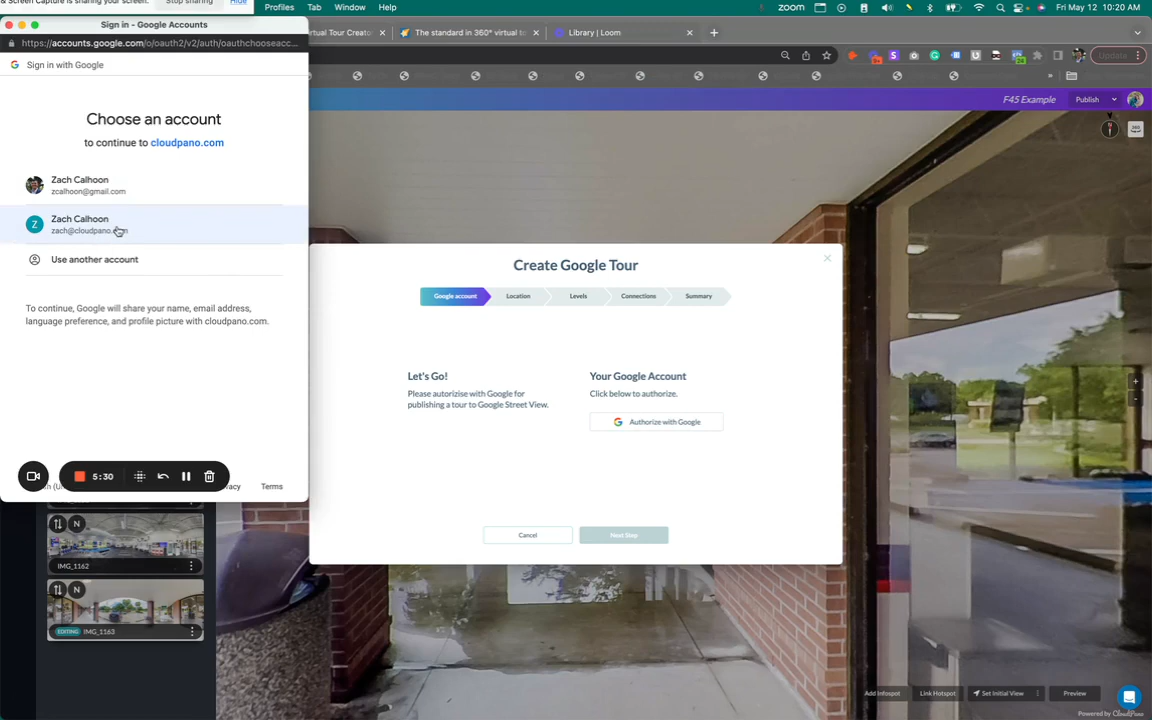 Screen Capture is sharing your screen.
Stop sharing
Hide
Profiles
Tab
Window
Help
zoom
Fri May 12 10:20 AM
Sign in - Google Accounts
irtual Tour Creato
The standard in 360° virtual to
Library | Loom
https://accounts.google.com/o/oauth2/v2/auth/oauthchooseacc...
Update
Sign in with Google
F45 Example
Publish
Choose an account
to continue to cloudpano.com
Zach Calhoon
zcalhoon@gmail.com
Zach Calhoon
zach@cloudpano.com
Use another account
To continue, Google will share your name, email address,
language preference, and profile picture with cloudpano.com.
Create Google Tour
Google account
Location
Levels
Connections
Summary
Let's Go!
Please autorizise with Google for
publishing a tour to Google Street View.
Your Google Account
Click below to authorize.
Authorize with Google
Cancel
Next Step
5:30
Terms
N
IMG_1162
N
EDITING
IMG_1163
Add Infospot
Link Hotspot
Set Initial View
Preview
Powered by CloudPano